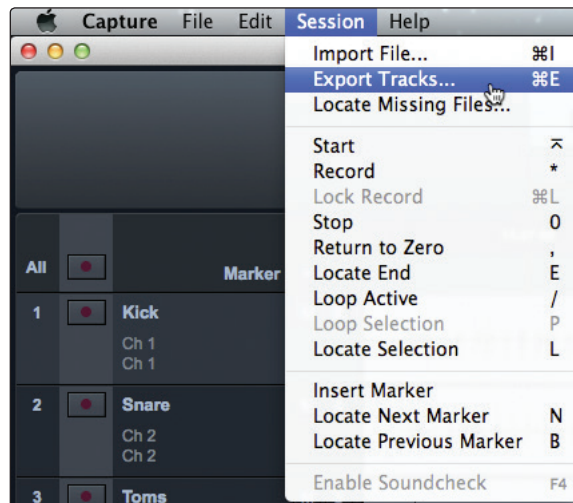 Capture File Edit Session Help
Import File... ⌘I
Export Tracks... ⌘E
Locate Missing Files...
Start ⌅
Record *
Lock Record ⌘L
Stop 0
Return to Zero ,
Locate End E
Loop Active /
Loop Selection P
Locate Selection L
Insert Marker
Locate Next Marker N
Locate Previous Marker B
Enable Soundcheck F4
All Marker
1 Kick
Ch 1
Ch 1
2 Snare
Ch 2
Ch 2
3 Toms